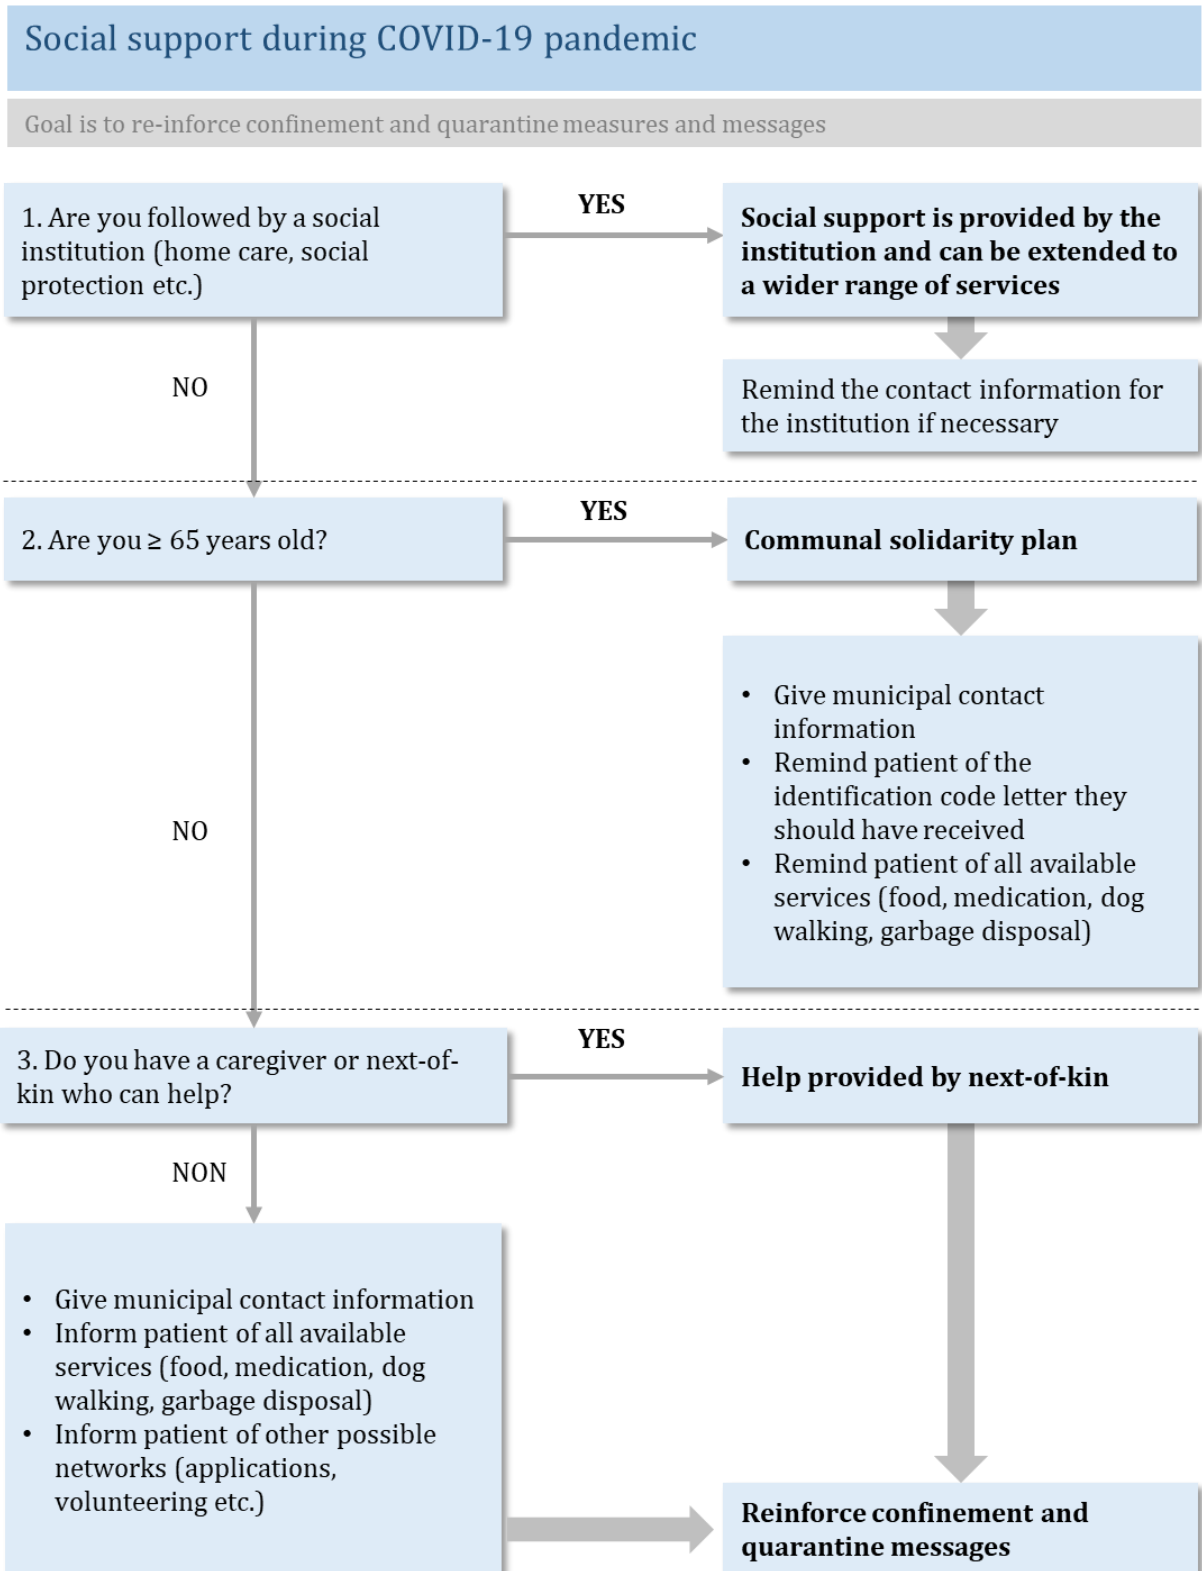 Social support during COVID-19 pandemic
Goal is to re-inforce confinement and quarantine measures and messages
1. Are you followed by a social
institution (home care, social
protection etc.)
YES
Social support is provided by the
institution and can be extended to
a wider range of services
NO
Remind the contact information for
the institution if necessary
2. Are you ≥ 65 years old?
YES
Communal solidarity plan
• Give municipal contact
information
• Remind patient of the
identification code letter they
should have received
• Remind patient of all available
services (food, medication, dog
walking, garbage disposal)
NO
3. Do you have a caregiver or next-of-
kin who can help?
YES
Help provided by next-of-kin
NON
• Give municipal contact information
• Inform patient of all available
services (food, medication, dog
walking, garbage disposal)
• Inform patient of other possible
networks (applications,
volunteering etc.)
Reinforce confinement and
quarantine messages